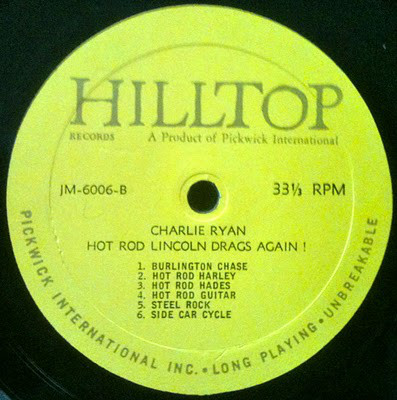 HILLTOP
RECORDS A Product of Pickwick International
JM-6006-B 33⅓ RPM
CHARLIE RYAN
HOT ROD LINCOLN DRAGS AGAIN !
1. BURLINGTON CHASE
2. HOT ROD HARLEY
3. HOT ROD HADES
4. HOT ROD GUITAR
5. STEEL ROCK
6. SIDE CAR CYCLE
PICKWICK INTERNATIONAL INC. • LONG PLAYING • UNBREAKABLE